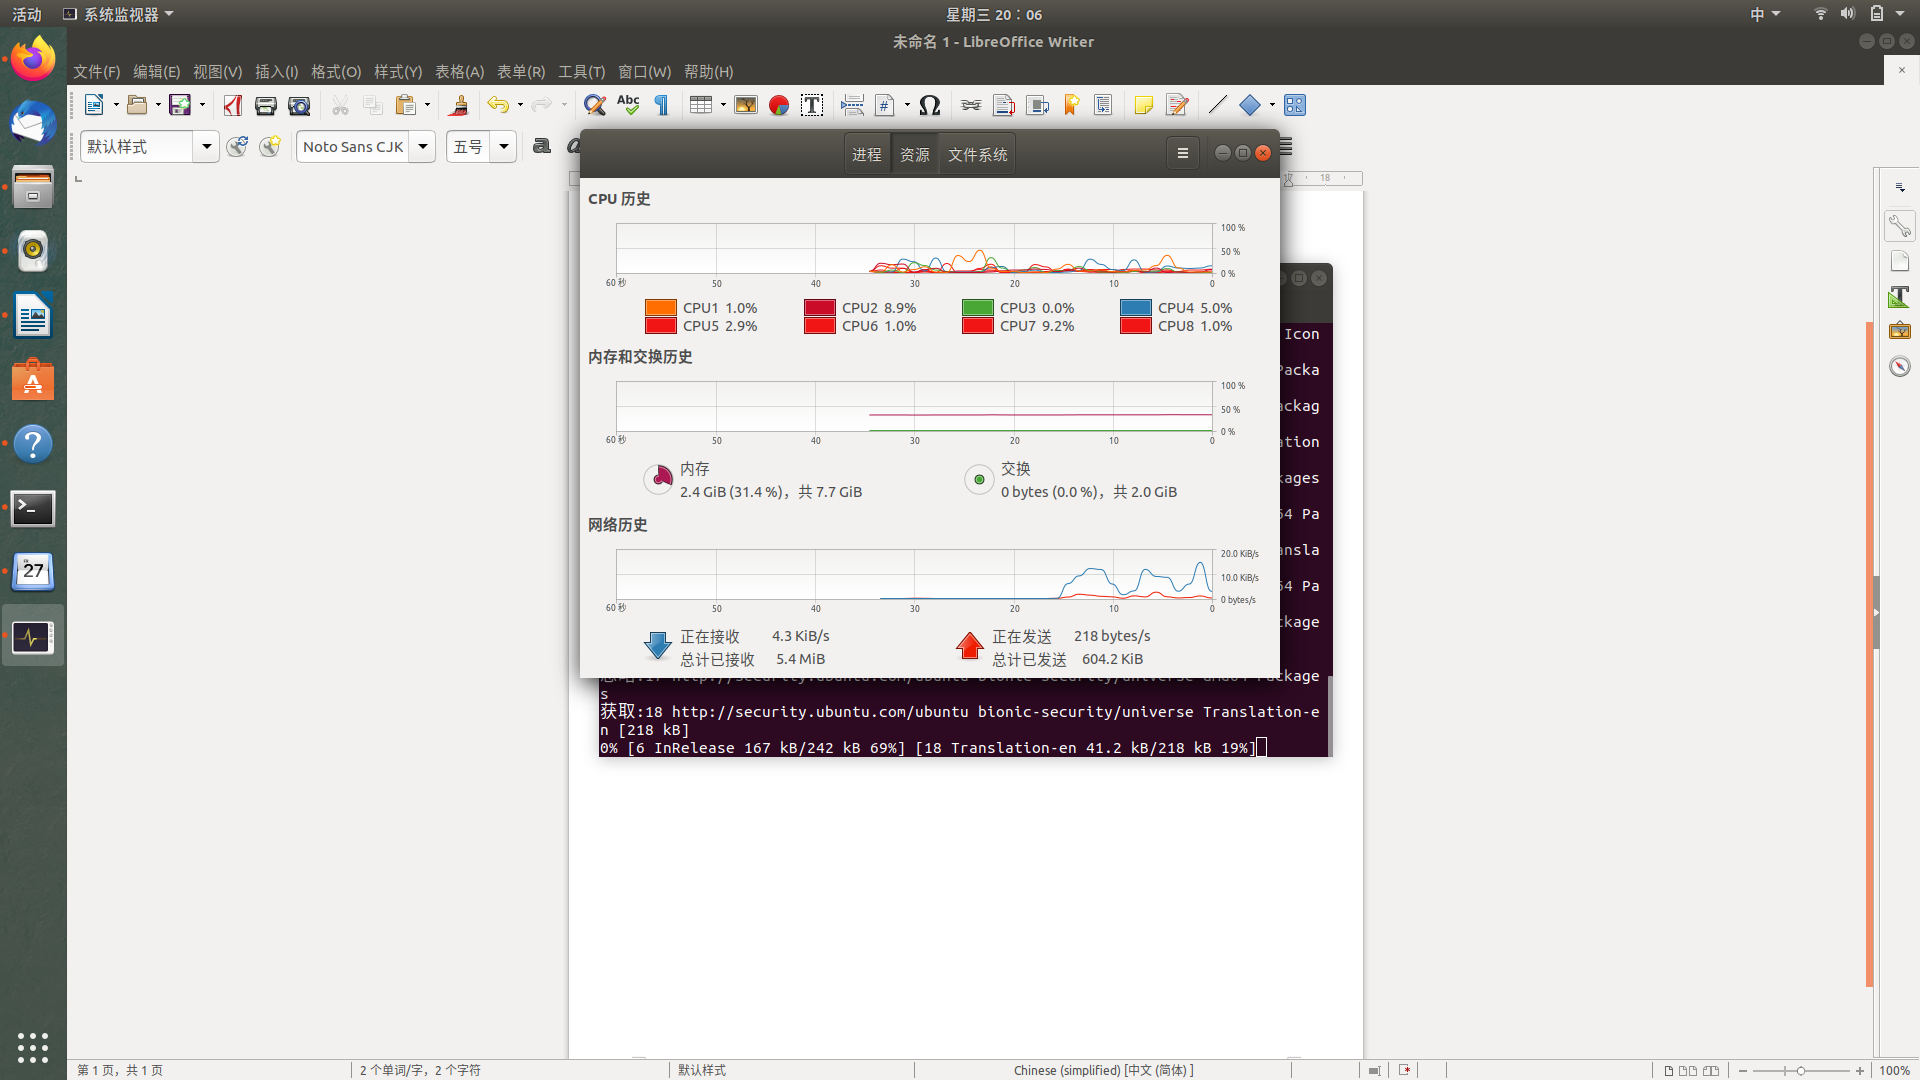 活动
系统监视器
星期三 20：06
中
未命名 1 - LibreOffice Writer
文件(F) 编辑(E) 视图(V) 插入(I) 格式(O) 样式(Y) 表格(A) 表单(R) 工具(T) 窗口(W) 帮助(H)
默认样式
Noto Sans CJK
五号
进程 资源 文件系统
18
CPU 历史
100 %
50 %
0 %
60 秒 50 40 30 20 10 0
CPU1 1.0% CPU2 8.9% CPU3 0.0% CPU4 5.0%
CPU5 2.9% CPU6 1.0% CPU7 9.2% CPU8 1.0%
内存和交换历史
100 %
50 %
0 %
60 秒 50 40 30 20 10 0
内存
2.4 GiB (31.4 %)，共 7.7 GiB
交换
0 bytes (0.0 %)，共 2.0 GiB
网络历史
20.0 KiB/s
10.0 KiB/s
0 bytes/s
60 秒 50 40 30 20 10 0
正在接收 4.3 KiB/s
总计已接收 5.4 MiB
正在发送 218 bytes/s
总计已发送 604.2 KiB
Icon
Packa
ackag
ation
kages
64 Pa
ansla
64 Pa
ckage
ckage
s
获取:18 http://security.ubuntu.com/ubuntu bionic-security/universe Translation-e
n [218 kB]
0% [6 InRelease 167 kB/242 kB 69%] [18 Translation-en 41.2 kB/218 kB 19%]
27
第 1 页，共 1 页
2 个单词/字，2 个字符
默认样式
Chinese (simplified) [中文 (简体) ]
100%